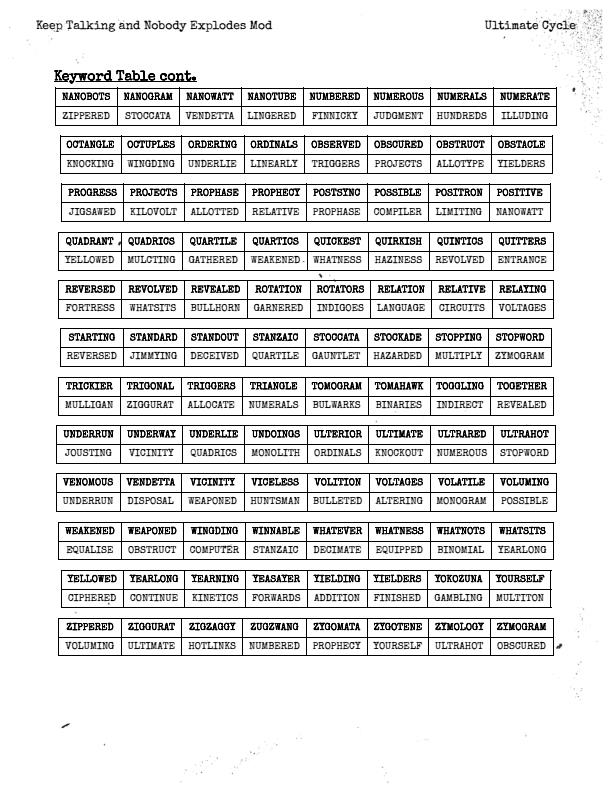 Keep Talking and Nobody Explodes Mod Ultimate Cycle
Keyword Table cont.
NANOBOTS NANOGRAM NANOWATT NANOTUBE NUMBERED NUMEROUS NUMERALS NUMERATE
ZIPPERED STOCCATA VENDETTA LINGERED FINNICKY JUDGMENT HUNDREDS ILLUDING
OCTANGLE OCTUPLES ORDERING ORDINALS OBSERVED OBSCURED OBSTRUCT OBSTACLE
KNOCKING WINGDING UNDERLIE LINEARLY TRIGGERS PROJECTS ALLOTYPE YIELDERS
PROGRESS PROJECTS PROPHASE PROPHECY POSTSYNC POSSIBLE POSITRON POSITIVE
JIGSAWED KILOVOLT ALLOTTED RELATIVE PROPHASE COMPILER LIMITING NANOWATT
QUADRANT QUADRICS QUARTILE QUARTICS QUICKEST QUIRKISH QUINTICS QUITTERS
YELLOWED MULCTING GATHERED WEAKENED WHATNESS HAZINESS REVOLVED ENTRANCE
REVERSED REVOLVED REVEALED ROTATION ROTATORS RELATION RELATIVE RELAYING
FORTRESS WHATSITS BULLHORN GARNERED INDIGOES LANGUAGE CIRCUITS VOLTAGES
STARTING STANDARD STANDOUT STANZAIC STOCCATA STOCKADE STOPPING STOPWORD
REVERSED JIMMYING DECEIVED QUARTILE GAUNTLET HAZARDED MULTIPLY ZYMOGRAM
TRICKIER TRIGONAL TRIGGERS TRIANGLE TOMOGRAM TOMAHAWK TOGGLING TOGETHER
MULLIGAN ZIGGURAT ALLOCATE NUMERALS BULWARKS BINARIES INDIRECT REVEALED
UNDERRUN UNDERWAY UNDERLIE UNDOINGS ULTERIOR ULTIMATE ULTRARED ULTRAHOT
JOUSTING VICINITY QUADRICS MONOLITH ORDINALS KNOCKOUT NUMEROUS STOPWORD
VENOMOUS VENDETTA VICINITY VICELESS VOLITION VOLTAGES VOLATILE VOLUMING
UNDERRUN DISPOSAL WEAPONED HUNTSMAN BULLETED ALTERING MONOGRAM POSSIBLE
WEAKENED WEAPONED WINGDING WINNABLE WHATEVER WHATNESS WHATNOTS WHATSITS
EQUALISE OBSTRUCT COMPUTER STANZAIC DECIMATE EQUIPPED BINOMIAL YEARLONG
YELLOWED YEARLONG YEARNING YEASAYER YIELDING YIELDERS YOKOZUNA YOURSELF
CIPHERED CONTINUE KINETICS FORWARDS ADDITION FINISHED GAMBLING MULTITON
ZIPPERED ZIGGURAT ZIGZAGGY ZUGZWANG ZYGOMATA ZYGOTENE ZYMOLOGY ZYMOGRAM
VOLUMING ULTIMATE HOTLINKS NUMBERED PROPHECY YOURSELF ULTRAHOT OBSCURED